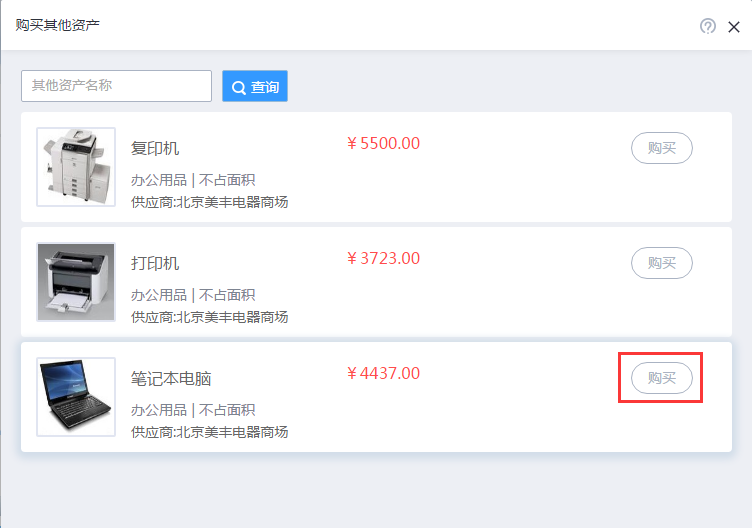 购买其他资产
其他资产名称
查询
复印机
￥5500.00
购买
办公用品 | 不占面积
供应商:北京美丰电器商场
打印机
￥3723.00
购买
办公用品 | 不占面积
供应商:北京美丰电器商场
笔记本电脑
￥4437.00
购买
办公用品 | 不占面积
供应商:北京美丰电器商场